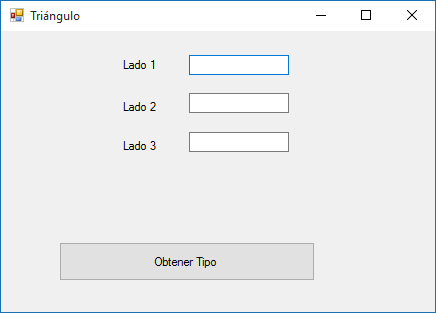 Triángulo
Lado 1
Lado 2
Lado 3
Obtener Tipo